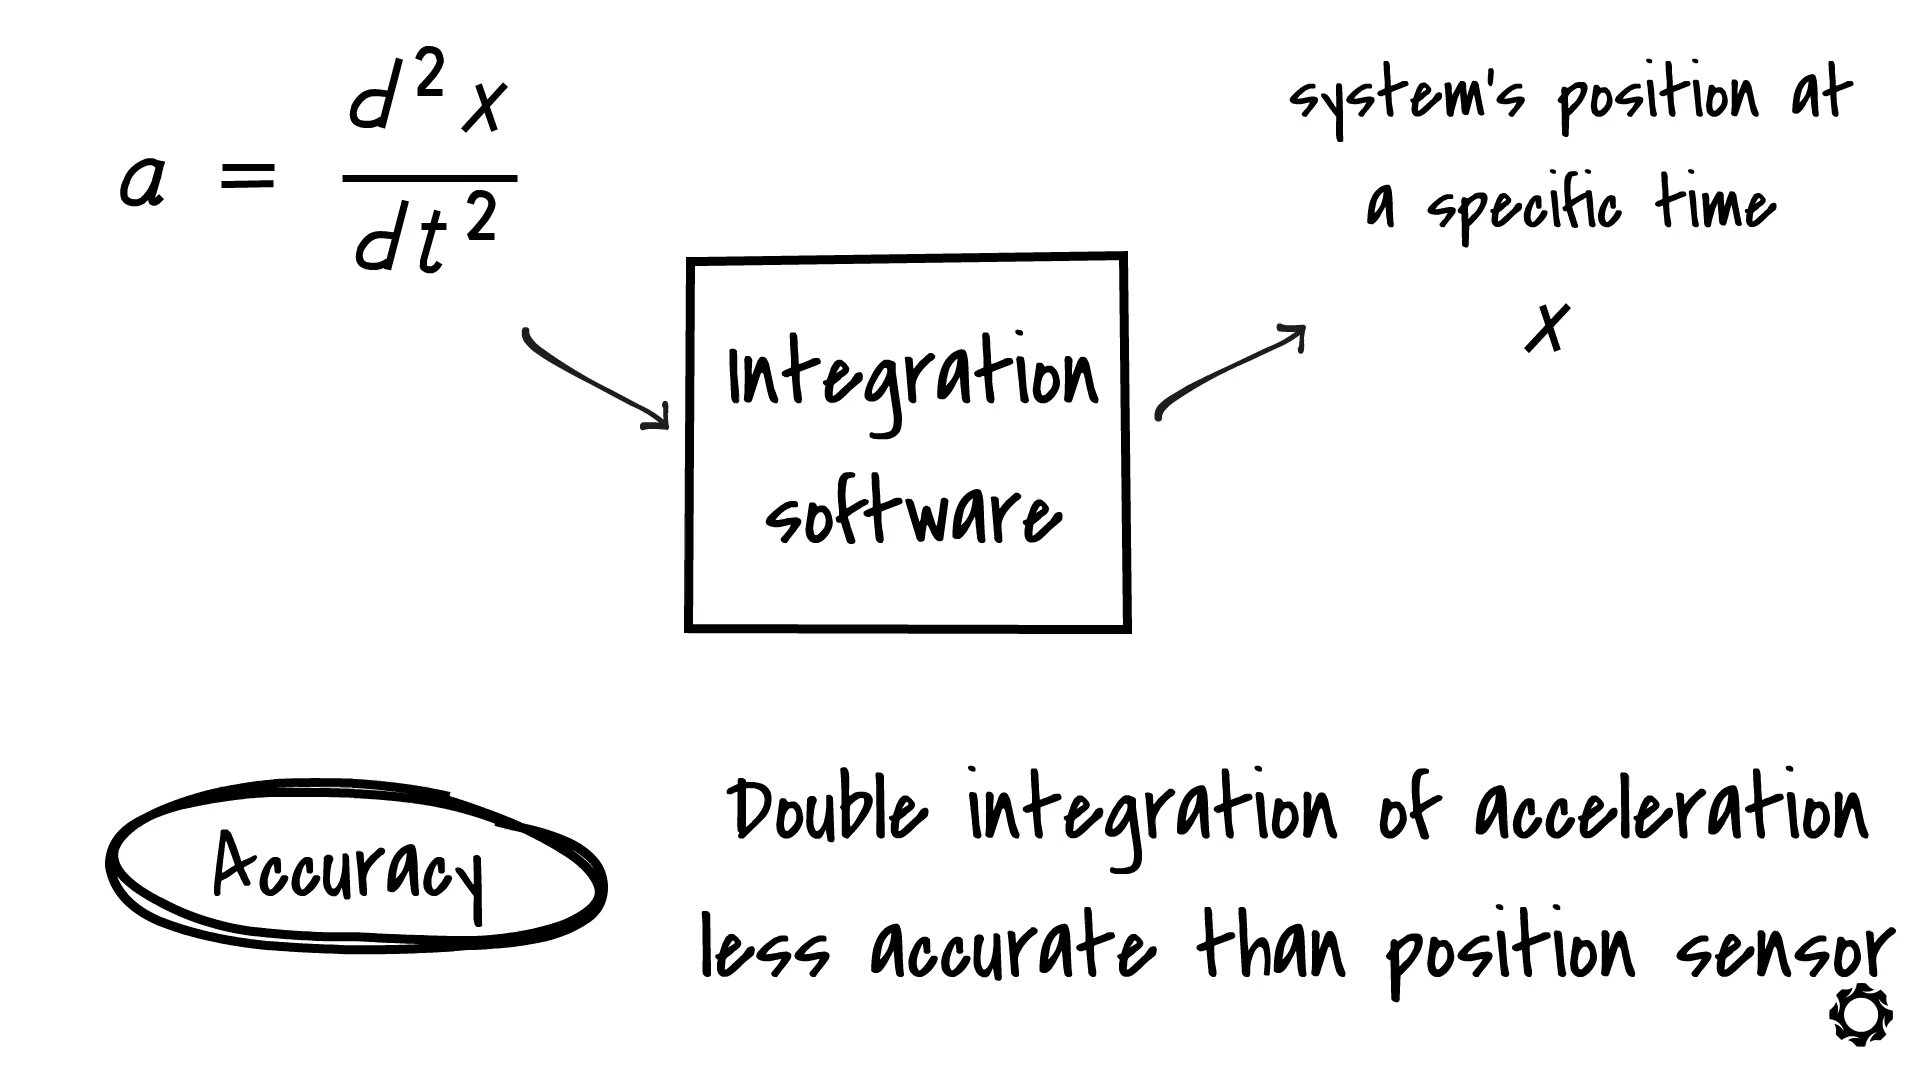 a = d²x / dt²
system's position at
a specific time
x
Integration
software
Accuracy
Double integration of acceleration
less accurate than position sensor